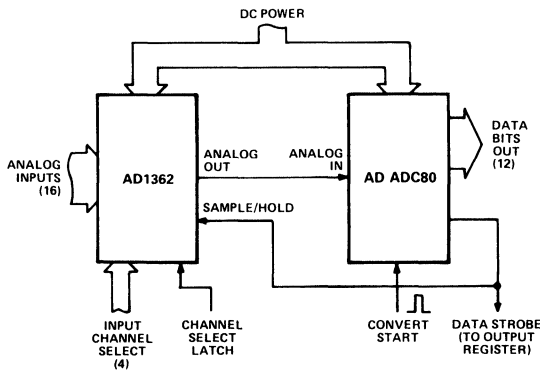 DC POWER
ANALOG
INPUTS
(16)
AD1362
ANALOG
OUT
ANALOG
IN
SAMPLE/HOLD
AD ADC80
DATA
BITS
OUT
(12)
INPUT
CHANNEL
SELECT
(4)
CHANNEL
SELECT
LATCH
CONVERT
START
DATA STROBE
(TO OUTPUT
REGISTER)